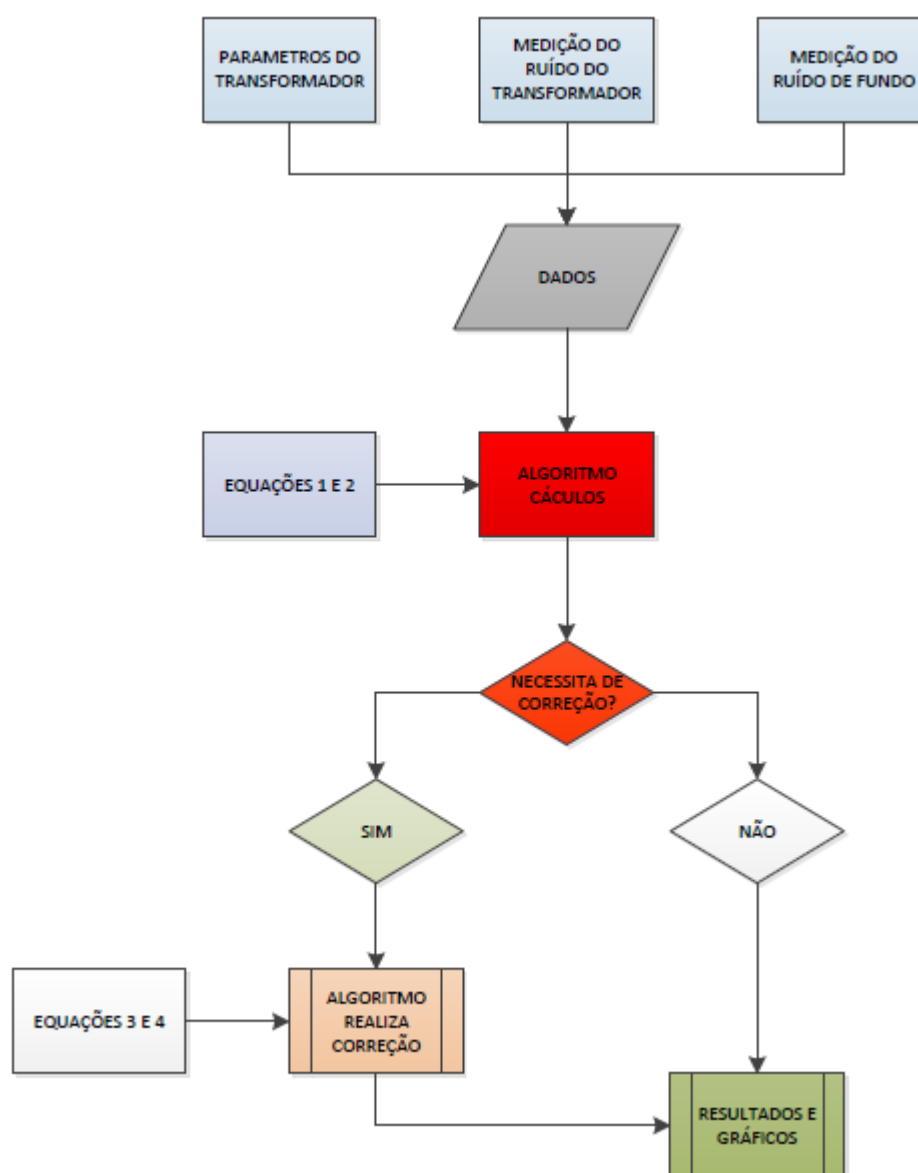 PARAMETROS DO
TRANSFORMADOR
MEDIÇÃO DO
RUÍDO DO
TRANSFORMADOR
MEDIÇÃO DO
RUÍDO DE FUNDO
DADOS
EQUAÇÕES 1 E 2
ALGORITMO
CÁCULOS
NECESSITA DE
CORREÇÃO?
SIM
NÃO
EQUAÇÕES 3 E 4
ALGORITMO
REALIZA
CORREÇÃO
RESULTADOS E
GRÁFICOS